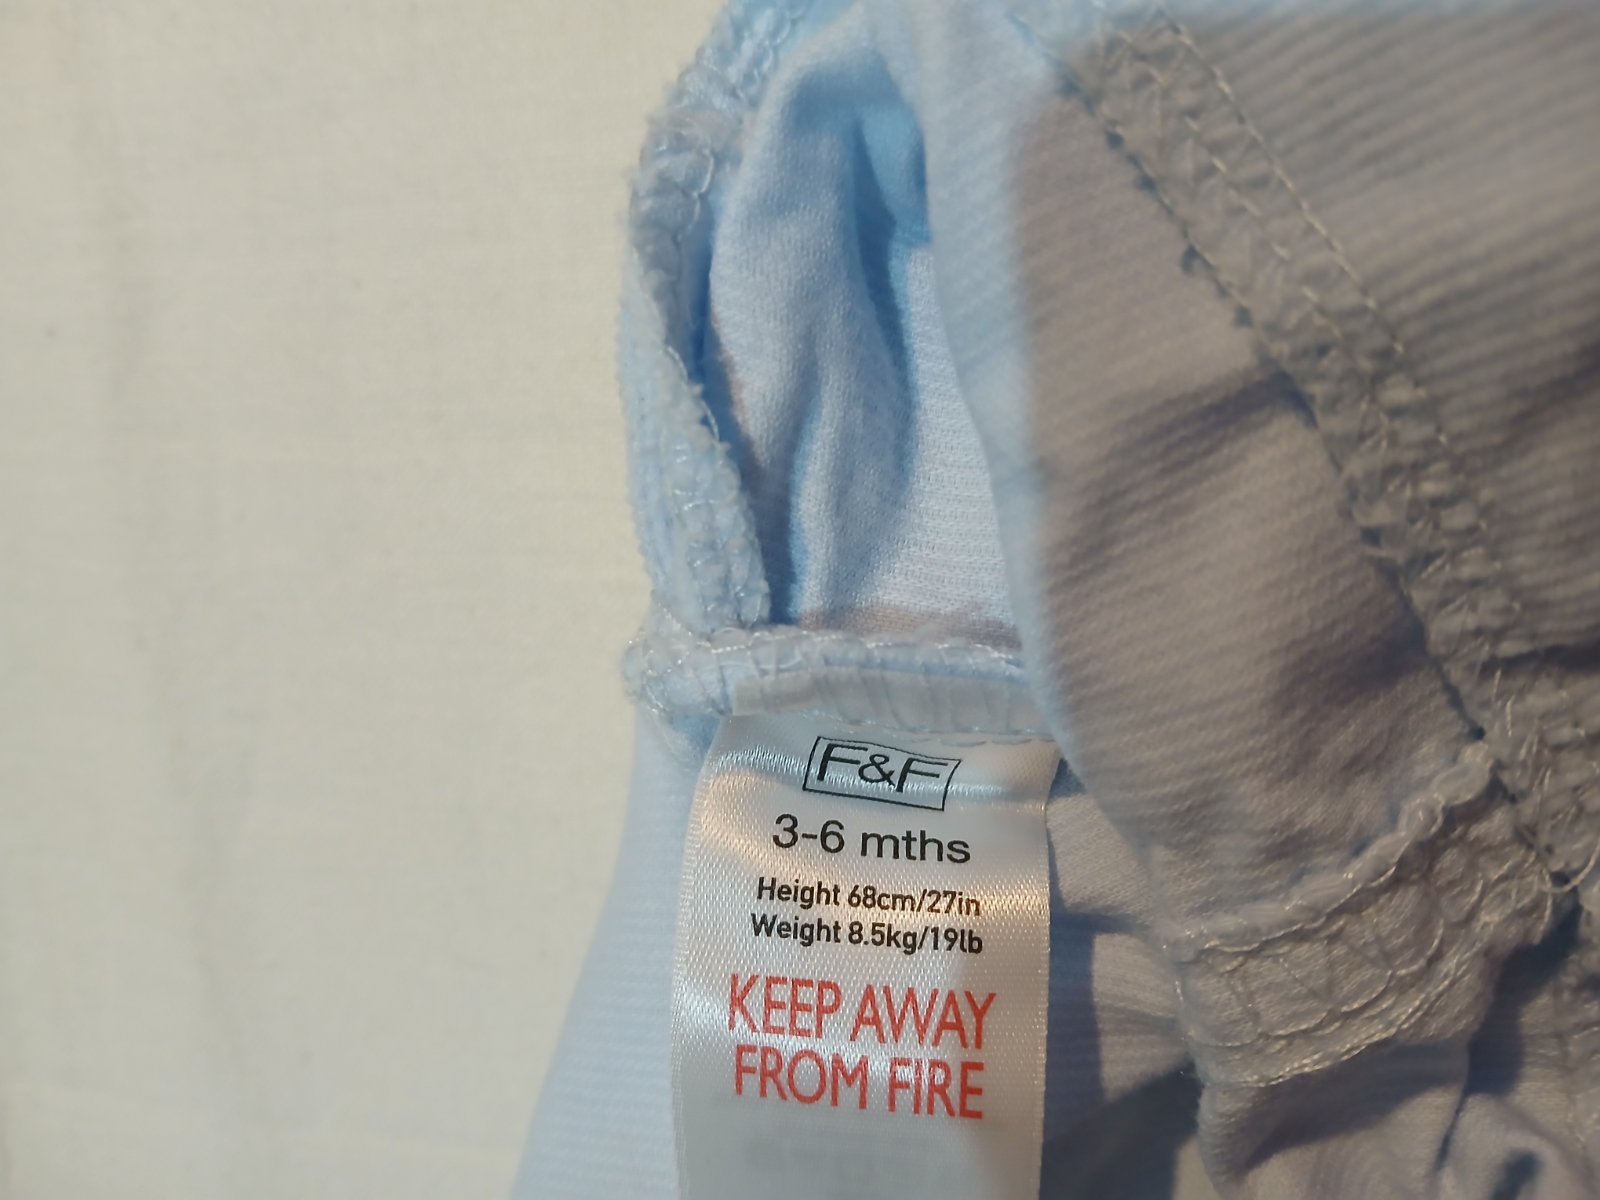 F&F
3-6 mths
Height 68cm/27in
Weight 8.5kg/19lb
KEEP AWAY
FROM FIRE